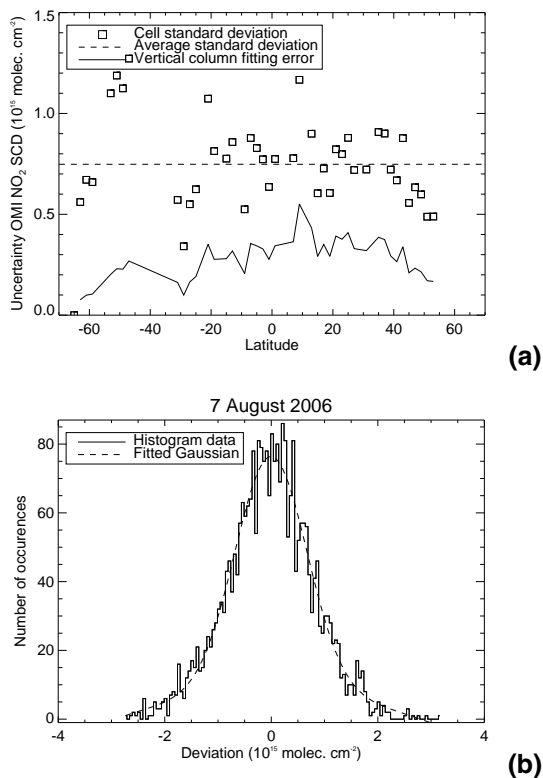 1.5
1.0
0.5
0.0
Uncertainty OMI NO₂ SCD (10¹⁵ molec. cm⁻²)
Cell standard deviation
Average standard deviation
Vertical column fitting error
-60 -40 -20 0 20 40 60
Latitude
(a)
7 August 2006
80
60
40
20
0
Number of occurences
Histogram data
Fitted Gaussian
-4 -2 0 2 4
Deviation (10¹⁵ molec. cm⁻²)
(b)